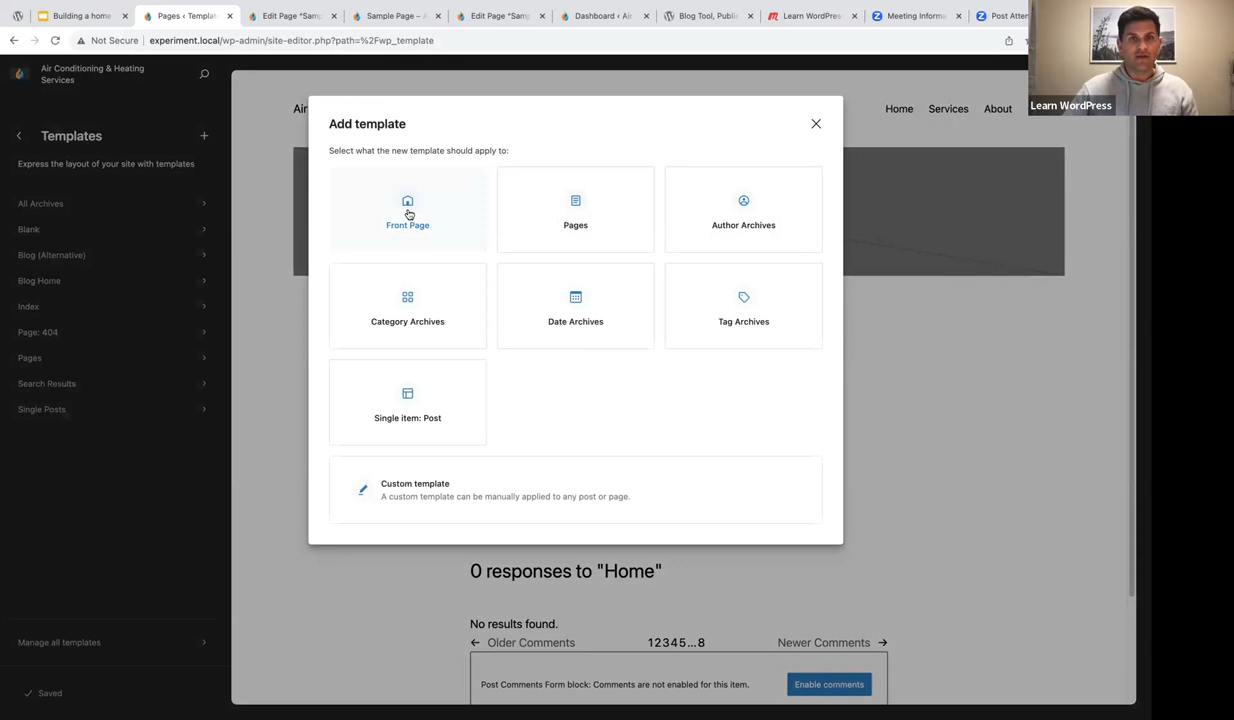 Building a home
Pages ‹ Templat
Edit Page “Samp
Sample Page – A
Edit Page “Samp
Dashboard ‹ Air
Blog Tool, Publis
Learn WordPress
Meeting Informa
Post Atten
Not Secure
experiment.local/wp-admin/site-editor.php?path=%2Fwp_template
Learn WordPress
Air Conditioning & Heating
Services
Templates
Express the layout of your site with templates
All Archives
Blank
Blog (Alternative)
Blog Home
Index
Page: 404
Pages
Search Results
Single Posts
Manage all templates
Saved
Air
Home Services About
Add template
Select what the new template should apply to:
Front Page
Pages
Author Archives
Category Archives
Date Archives
Tag Archives
Single item: Post
Custom template
A custom template can be manually applied to any post or page.
0 responses to "Home"
No results found.
← Older Comments 12345...8 Newer Comments →
Post Comments Form block: Comments are not enabled for this item.
Enable comments